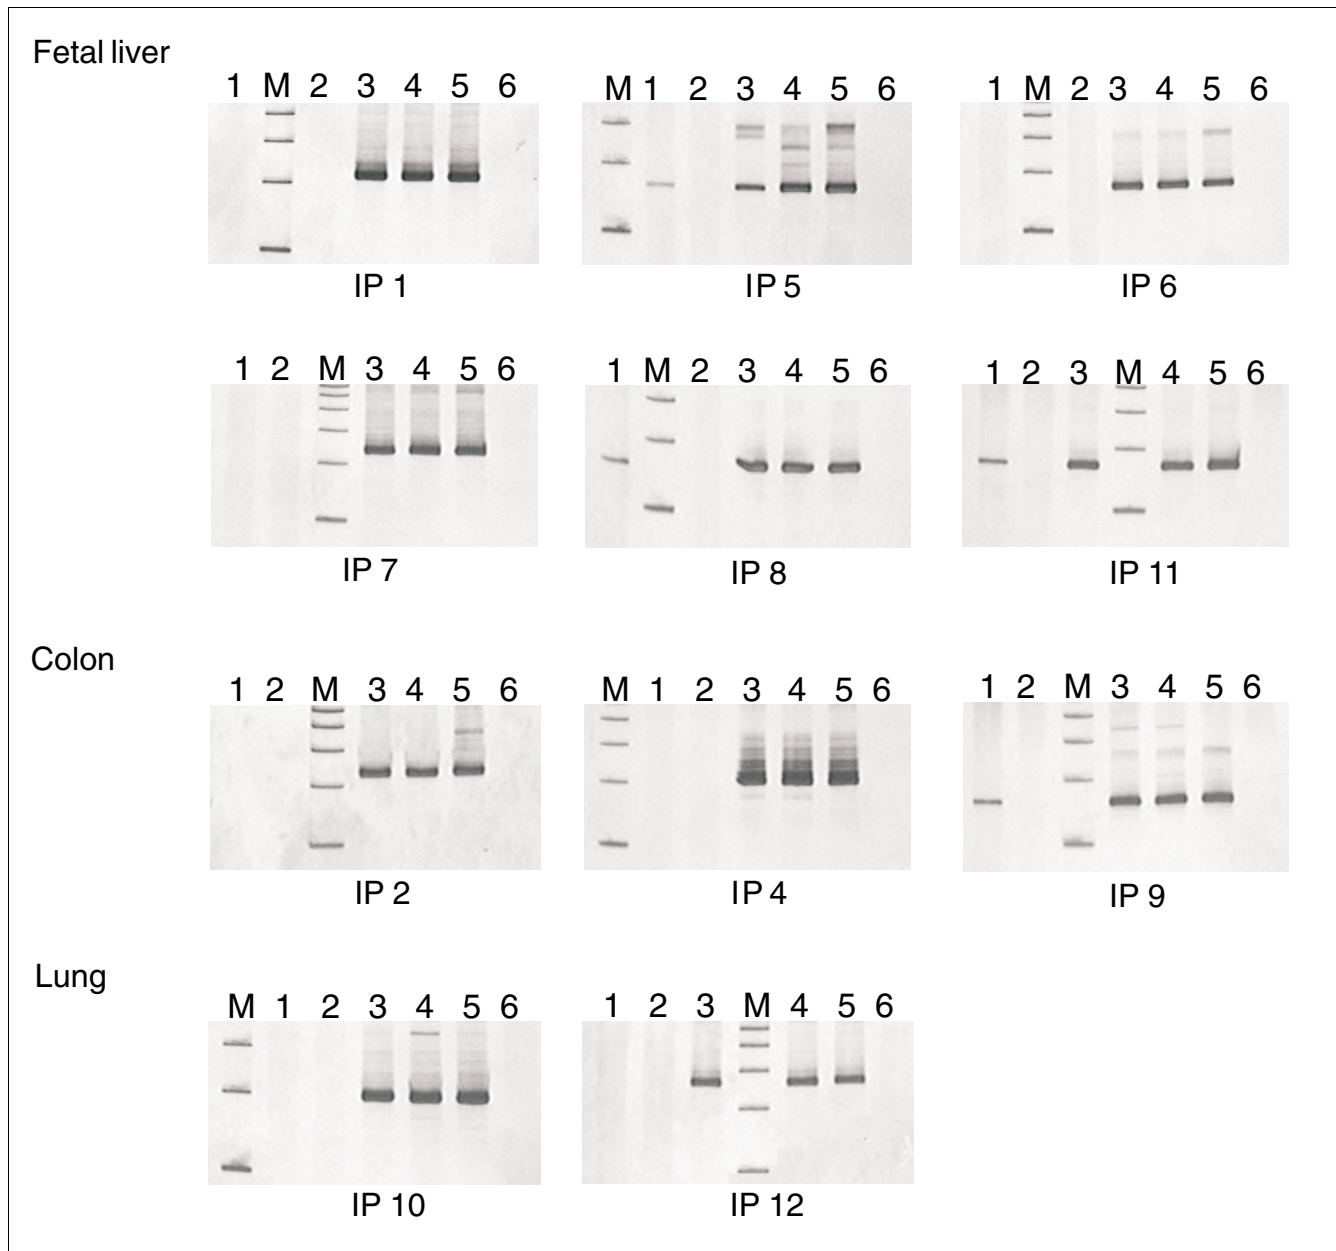 Fetal liver
1 M 2 3 4 5 6
M 1 2 3 4 5 6
1 M 2 3 4 5 6
IP 1
IP 5
IP 6
1 2 M 3 4 5 6
1 M 2 3 4 5 6
1 2 3 M 4 5 6
IP 7
IP 8
IP 11
Colon
1 2 M 3 4 5 6
M 1 2 3 4 5 6
1 2 M 3 4 5 6
IP 2
IP 4
IP 9
Lung
M 1 2 3 4 5 6
1 2 3 M 4 5 6
IP 10
IP 12